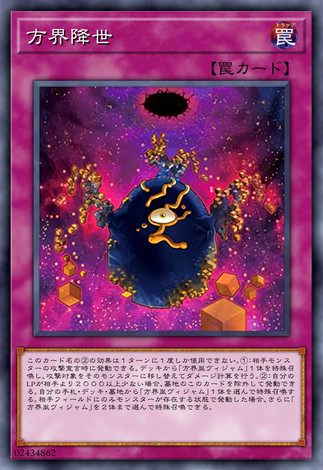 方界降世
トラップ
罠
【罠カード】
このカード名の②の効果は1ターンに1度しか使用できない。①:相手モンス
ターの攻撃宣言時に発動できる。デッキから「方界胤ヴィジャム」1体を特殊召
喚し、攻撃対象をそのモンスターに移し替えてダメージ計算を行う。②:自分の
LPが相手より2000以上少ない場合、墓地のこのカードを除外して発動でき
る。自分の手札・デッキ・墓地から「方界胤ヴィジャム」1体を選んで特殊召喚す
る。相手フィールドにのみモンスターが存在する状態で発動した場合、さらに「
方界胤ヴィジャム」を2体まで選んで特殊召喚できる。
02434862